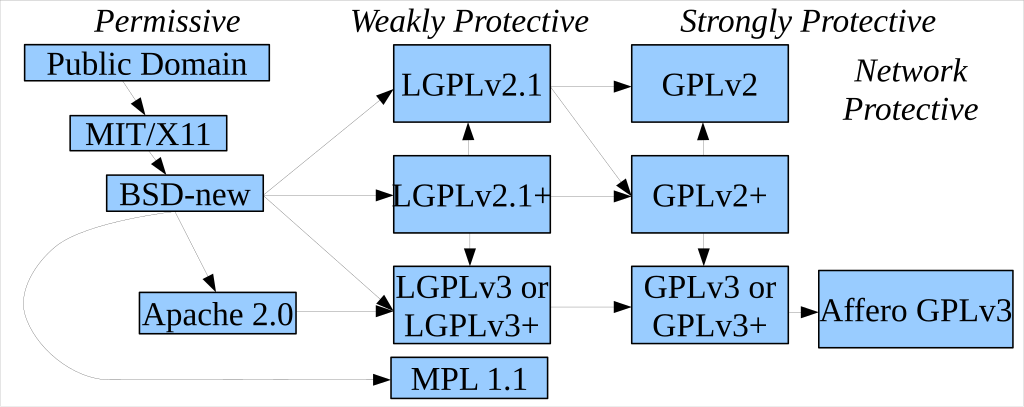 Permissive
Weakly Protective
Strongly Protective
Network
Protective
Public Domain
MIT/X11
BSD-new
Apache 2.0
LGPLv2.1
LGPLv2.1+
LGPLv3 or
LGPLv3+
MPL 1.1
GPLv2
GPLv2+
GPLv3 or
GPLv3+
Affero GPLv3